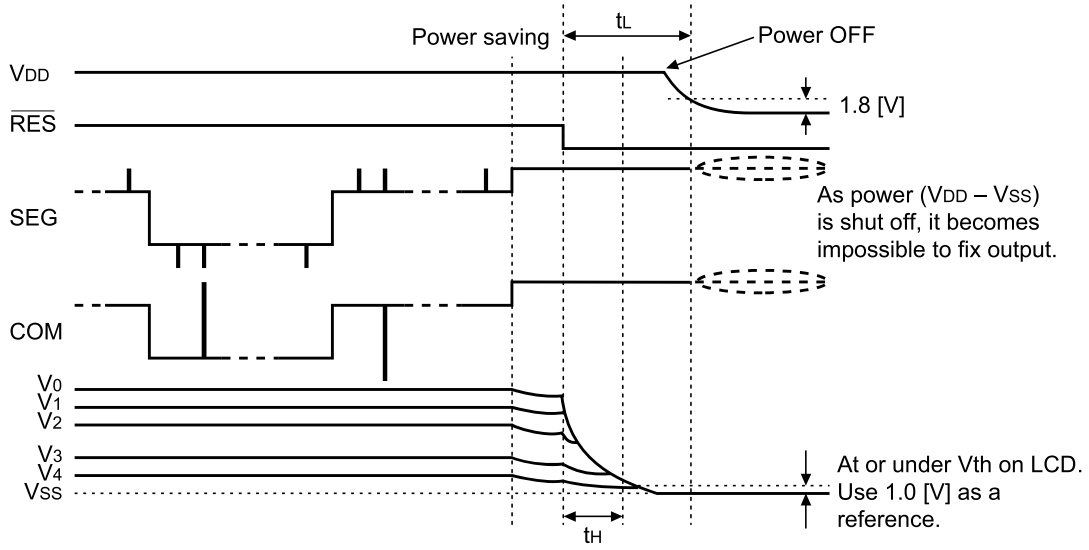 tL
Power saving
Power OFF
VDD
1.8 [V]
RES
As power (VDD – VSS)
is shut off, it becomes
impossible to fix output.
SEG
COM
V0
V1
V2
V3
V4
VSS
At or under Vth on LCD.
Use 1.0 [V] as a
reference.
tH